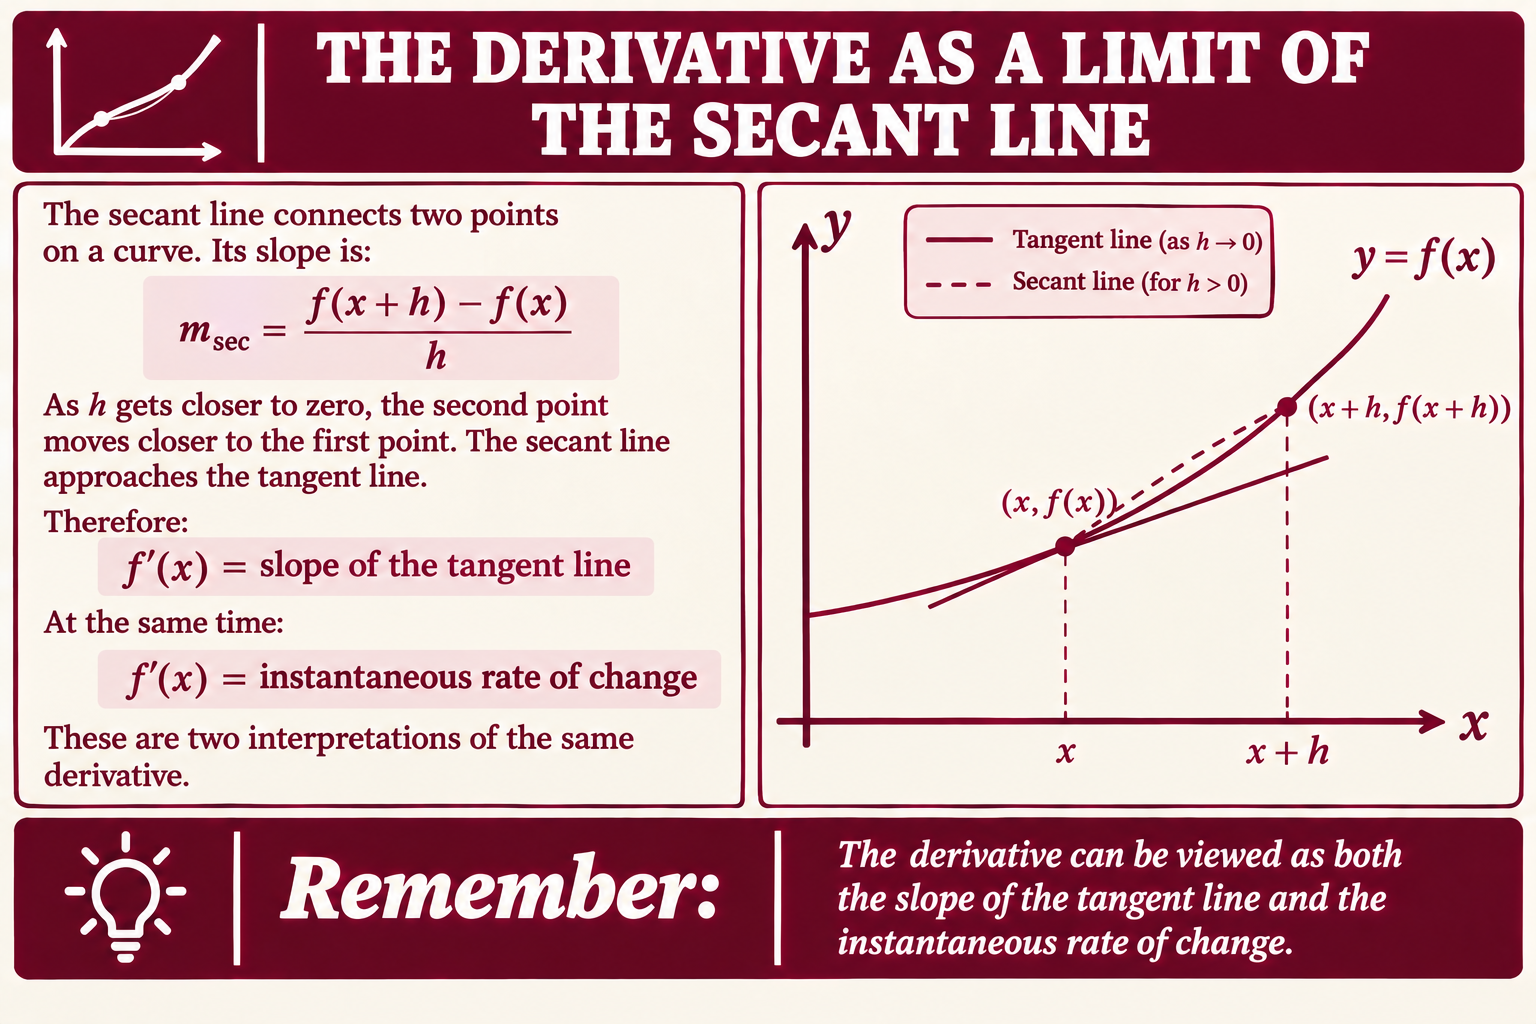 THE DERIVATIVE AS A LIMIT OF
THE SECANT LINE
The secant line connects two points
on a curve. Its slope is:
m_sec = (f(x + h) − f(x)) / h
As h gets closer to zero, the second point
moves closer to the first point. The secant line
approaches the tangent line.
Therefore:
f′(x) = slope of the tangent line
At the same time:
f′(x) = instantaneous rate of change
These are two interpretations of the same
derivative.
y
Tangent line (as h → 0)
Secant line (for h > 0)
y = f(x)
(x + h, f(x + h))
(x, f(x))
x
x + h
x
Remember:
The derivative can be viewed as both
the slope of the tangent line and the
instantaneous rate of change.